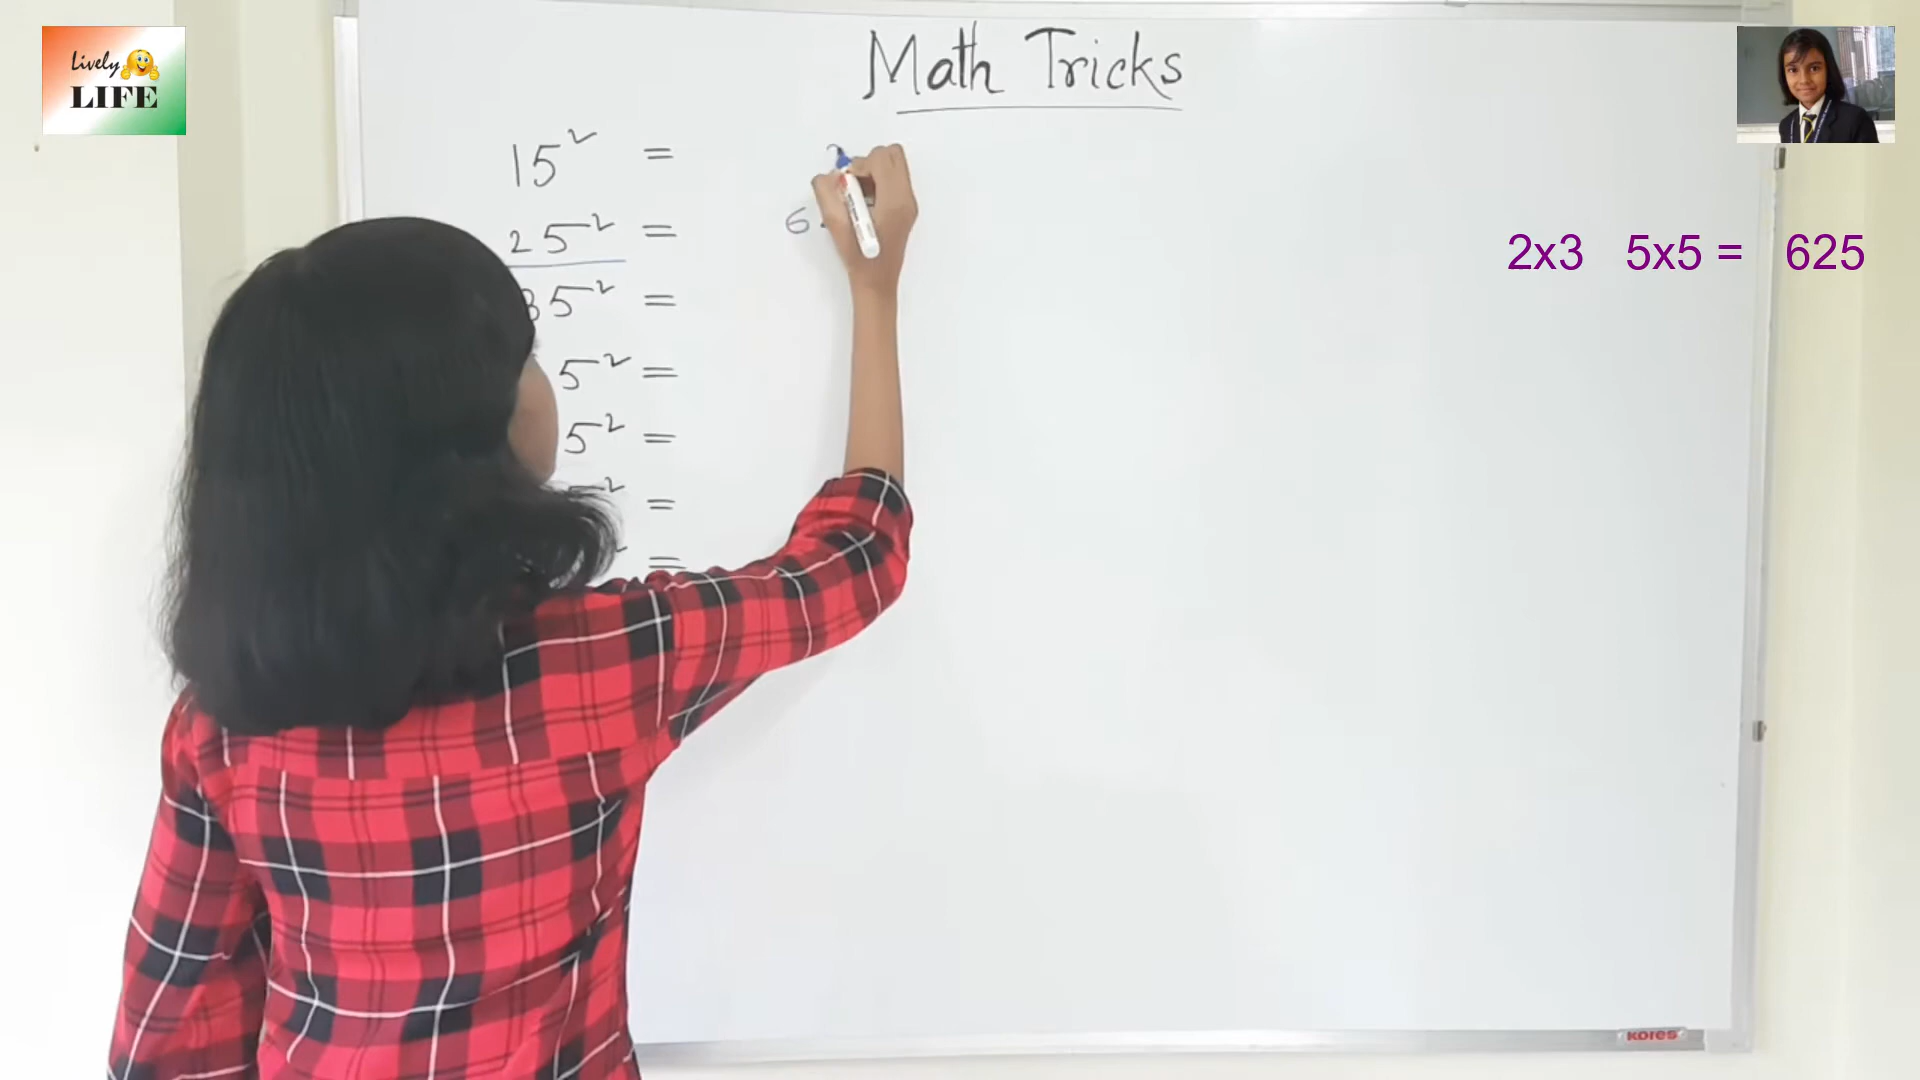 Lively
LIFE
Math Tricks
15² =
25² = 6
2x3 5x5 = 625
35² =
5² =
5² =
² =
=
KORES